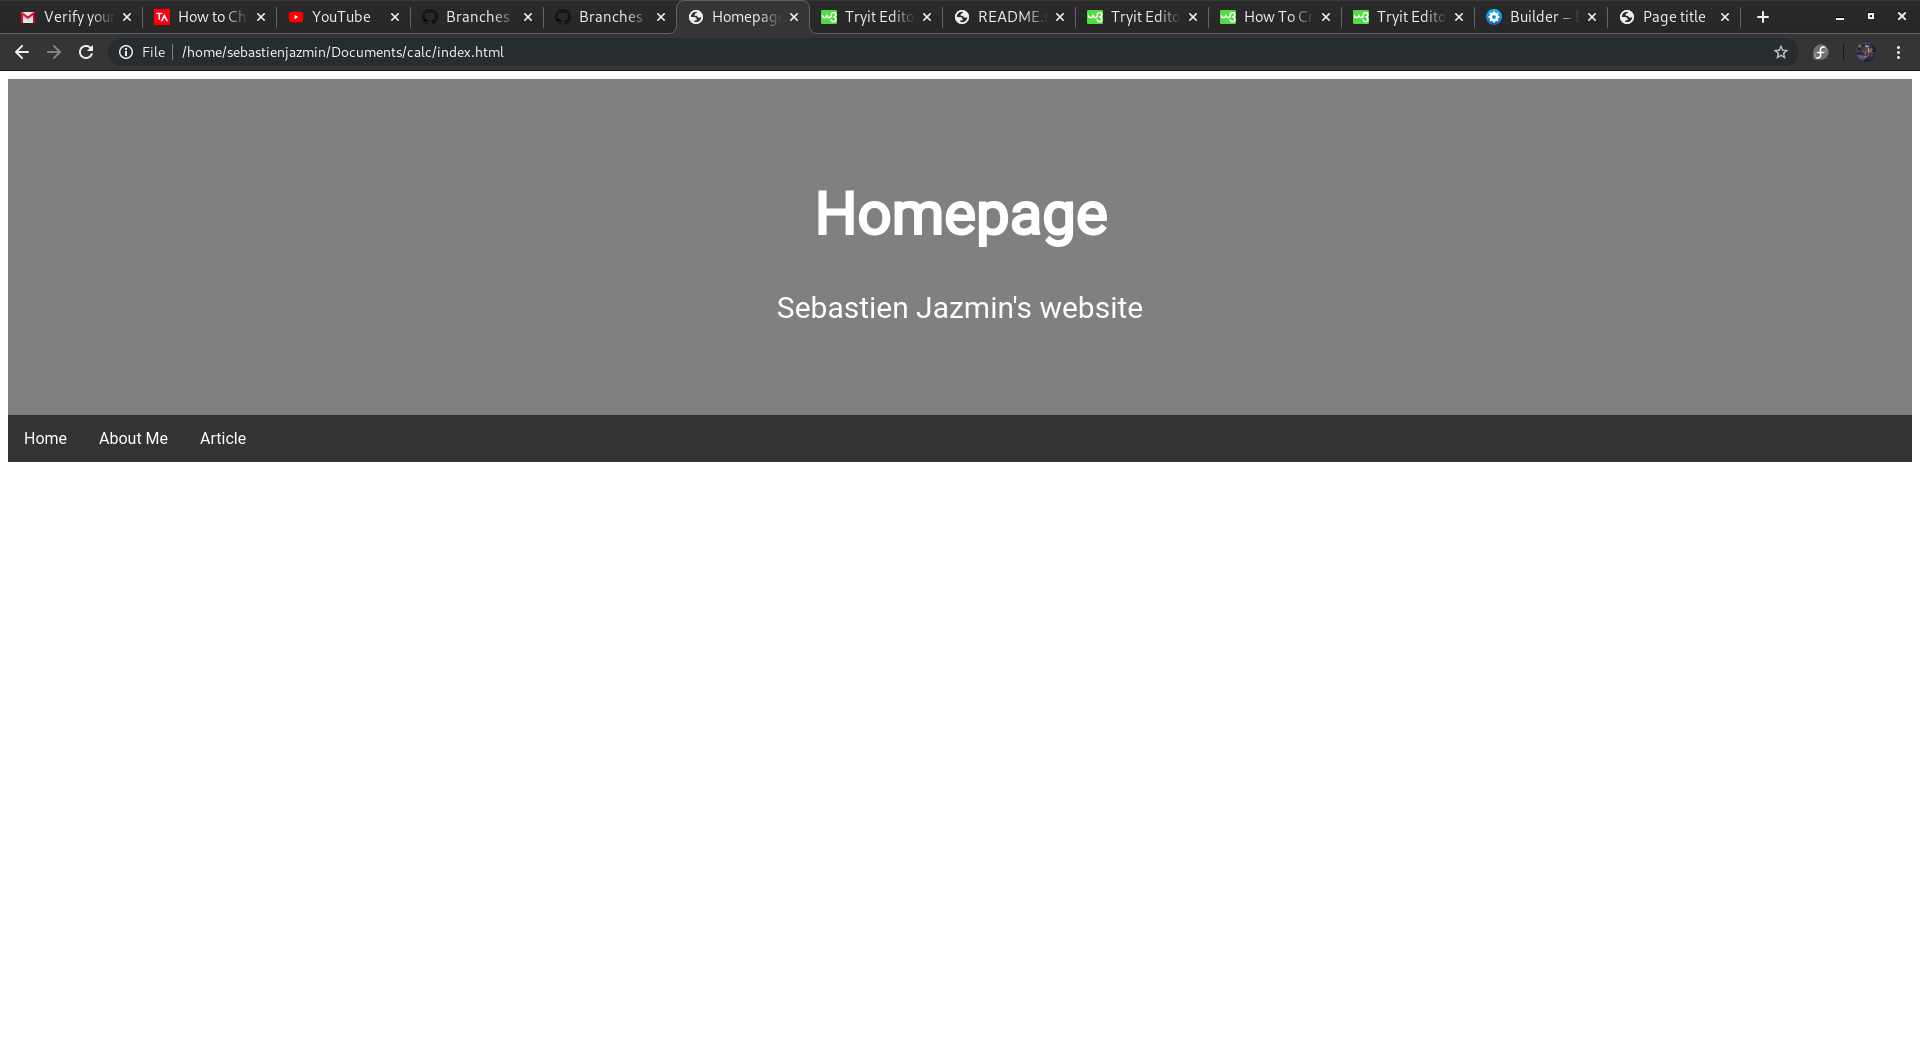 Verify your
How to Ch
YouTube
Branches
Branches
Homepag
Tryit Edito
README.
Tryit Edito
How To Cr
Tryit Edito
Builder –
Page title
File
/home/sebastienjazmin/Documents/calc/index.html
Homepage
Sebastien Jazmin's website
Home
About Me
Article